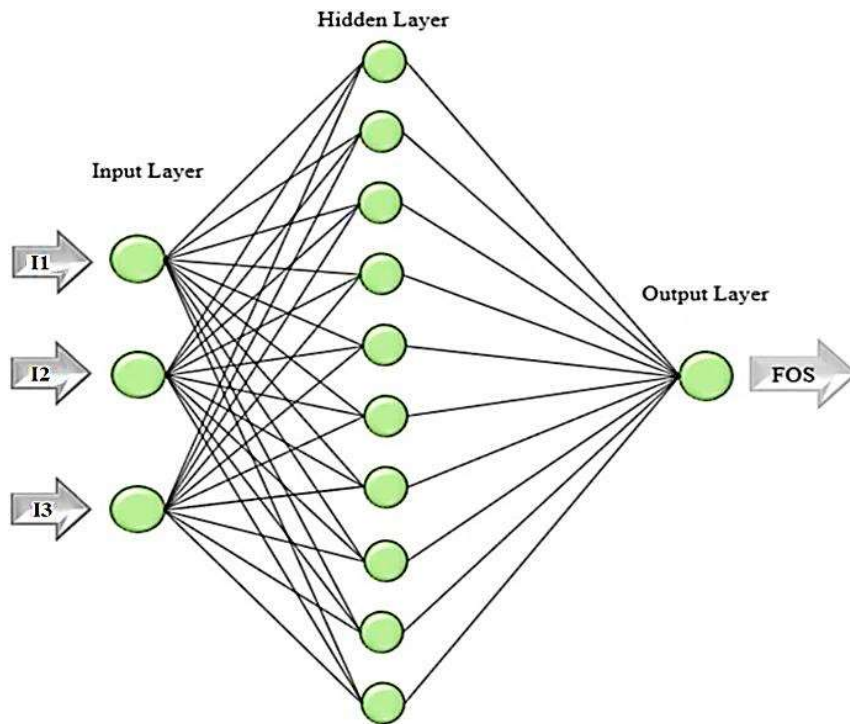 Hidden Layer
Input Layer
I1
Output Layer
I2
FOS
I3